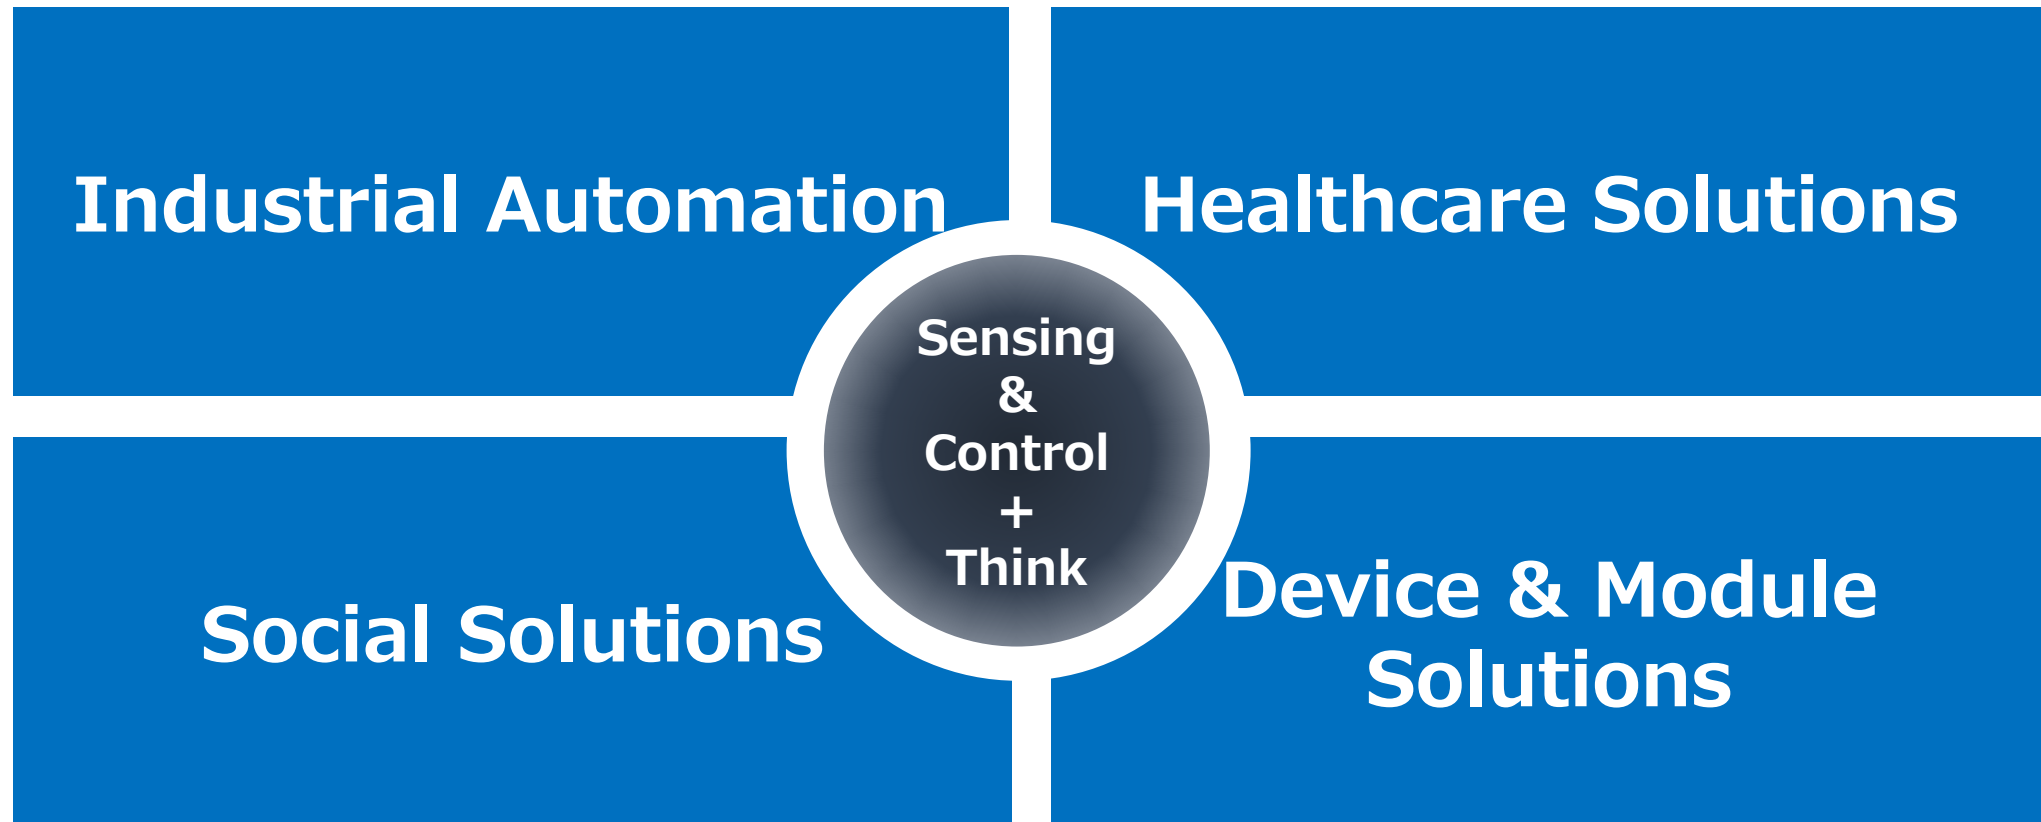 Industrial Automation
Healthcare Solutions
Sensing
&
Control
+
Think
Social Solutions
Device & Module
Solutions